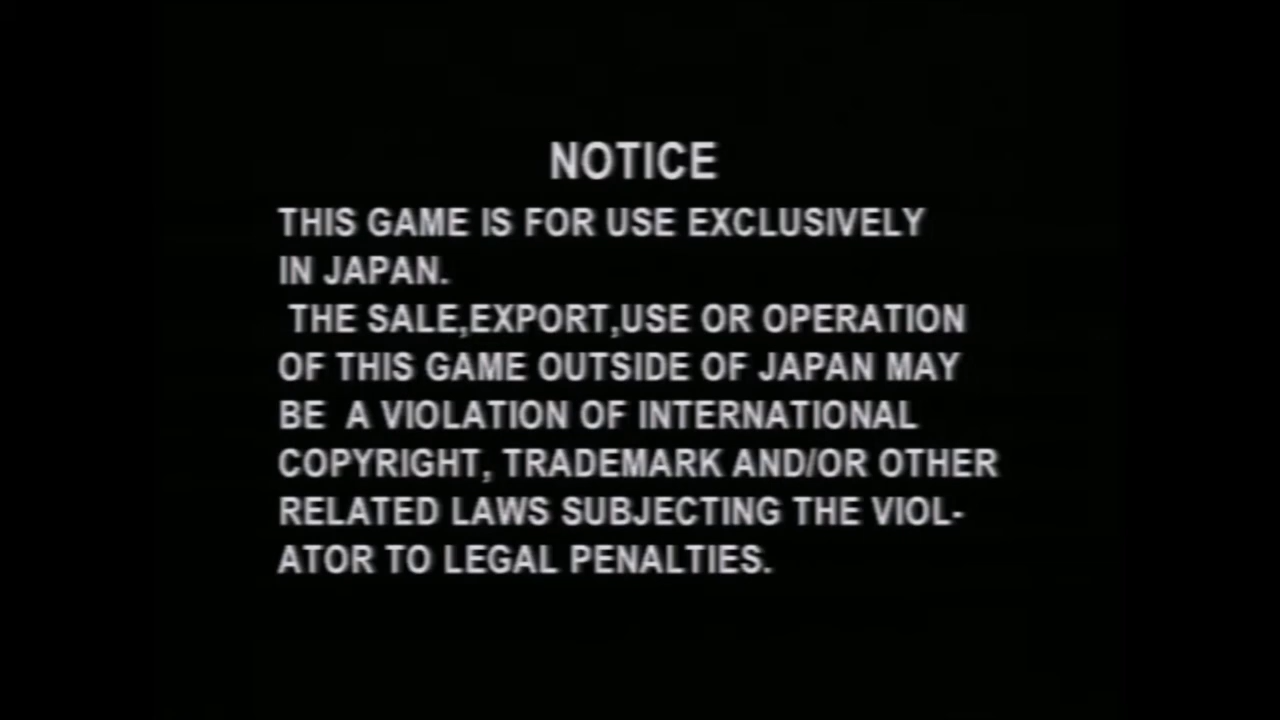 NOTICE
THIS GAME IS FOR USE EXCLUSIVELY
IN JAPAN.
THE SALE,EXPORT,USE OR OPERATION
OF THIS GAME OUTSIDE OF JAPAN MAY
BE  A VIOLATION OF INTERNATIONAL
COPYRIGHT, TRADEMARK AND/OR OTHER
RELATED LAWS SUBJECTING THE VIOL-
ATOR TO LEGAL PENALTIES.